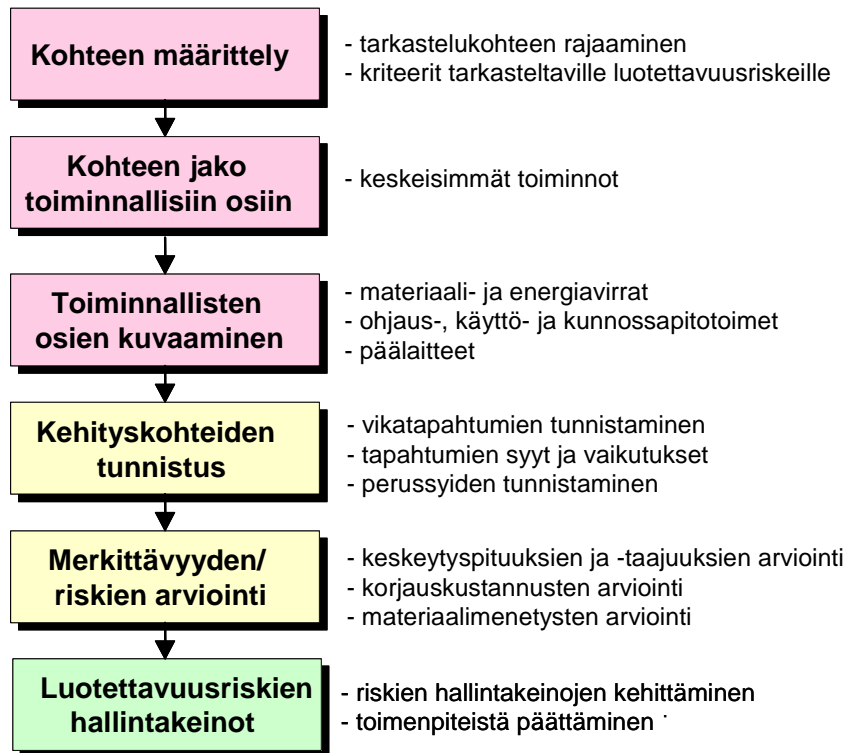 Kohteen määrittely
- tarkastelukohteen rajaaminen
- kriteerit tarkasteltaville luotettavuusriskeille
Kohteen jako
toiminnallisiin osiin
- keskeisimmät toiminnot
Toiminnallisten
osien kuvaaminen
- materiaali- ja energiavirrat
- ohjaus-, käyttö- ja kunnossapitotoimet
- päälaitteet
Kehityskohteiden
tunnistus
- vikatapahtumien tunnistaminen
- tapahtumien syyt ja vaikutukset
- perussyiden tunnistaminen
Merkittävyyden/
riskien arviointi
- keskeytyspituuksien ja -taajuuksien arviointi
- korjauskustannusten arviointi
- materiaalimenetysten arviointi
Luotettavuusriskien
hallintakeinot
- riskien hallintakeinojen kehittäminen
- toimenpiteistä päättäminen